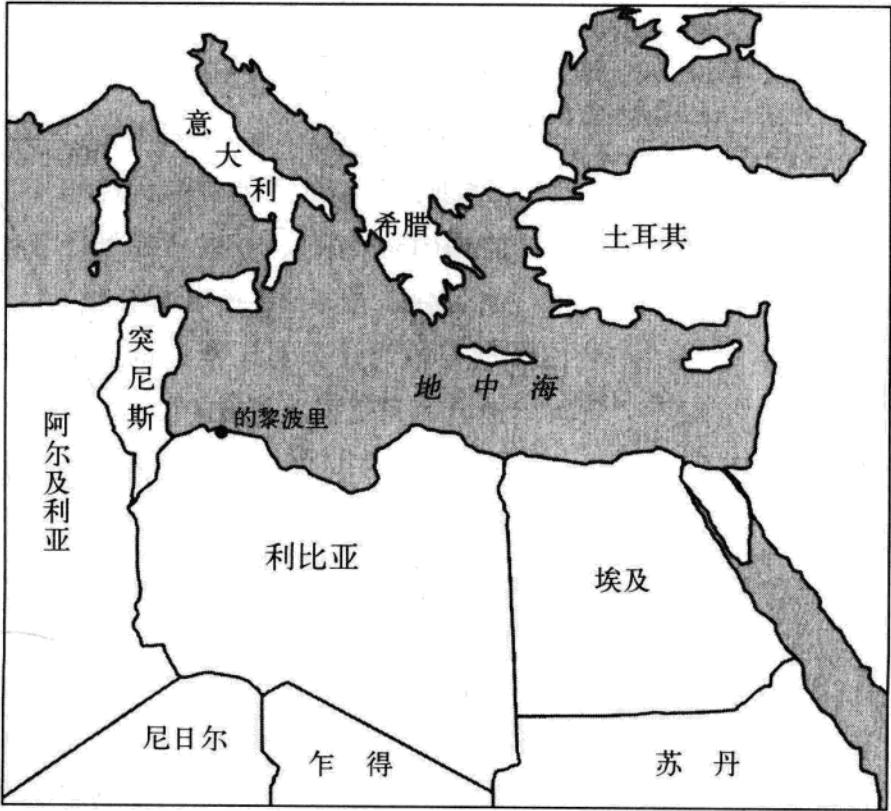 意大利
希腊
土耳其
突尼斯
地中海
的黎波里
阿尔及利亚
利比亚
埃及
尼日尔
乍得
苏丹